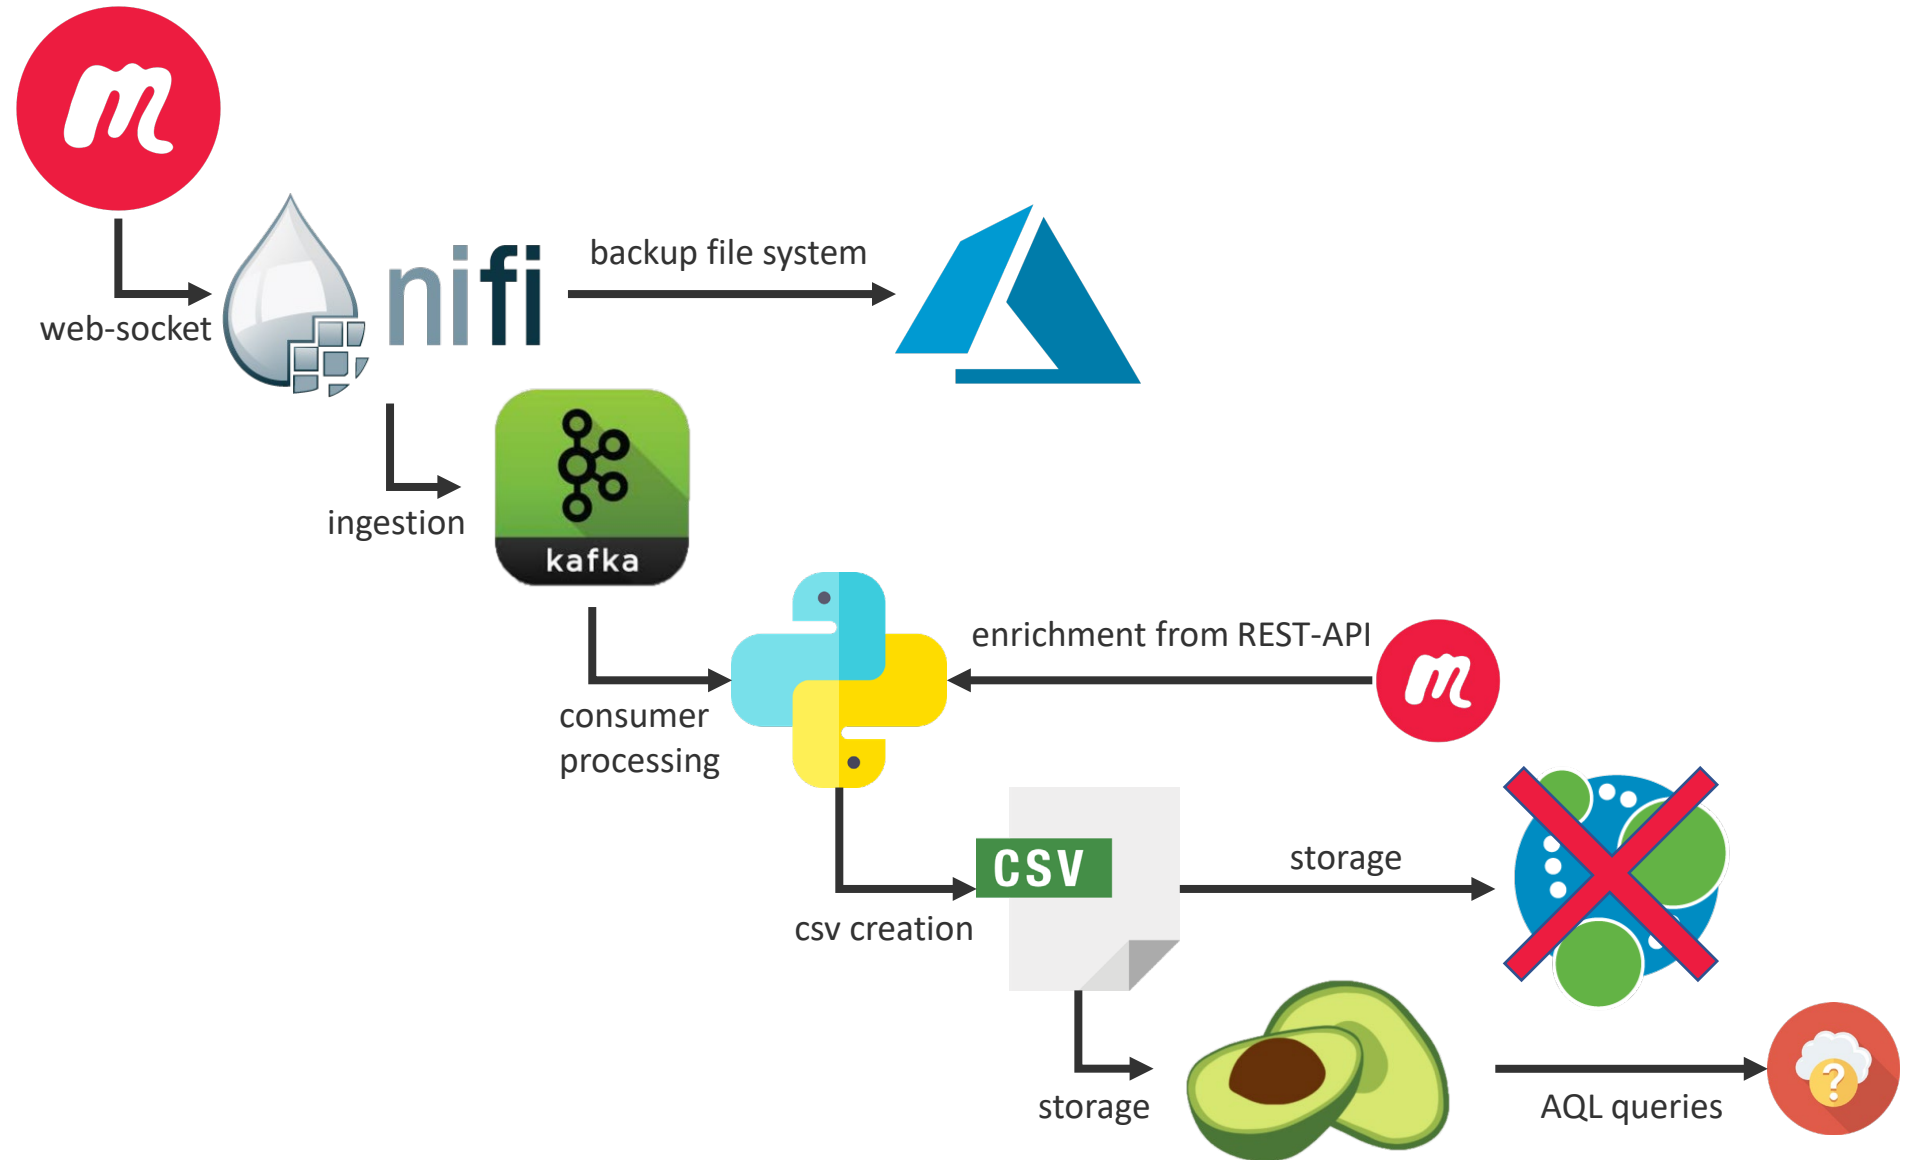 m
web-socket
nifi
backup file system
ingestion
kafka
enrichment from REST-API
m
consumer
processing
CSV
storage
csv creation
storage
AQL queries
?